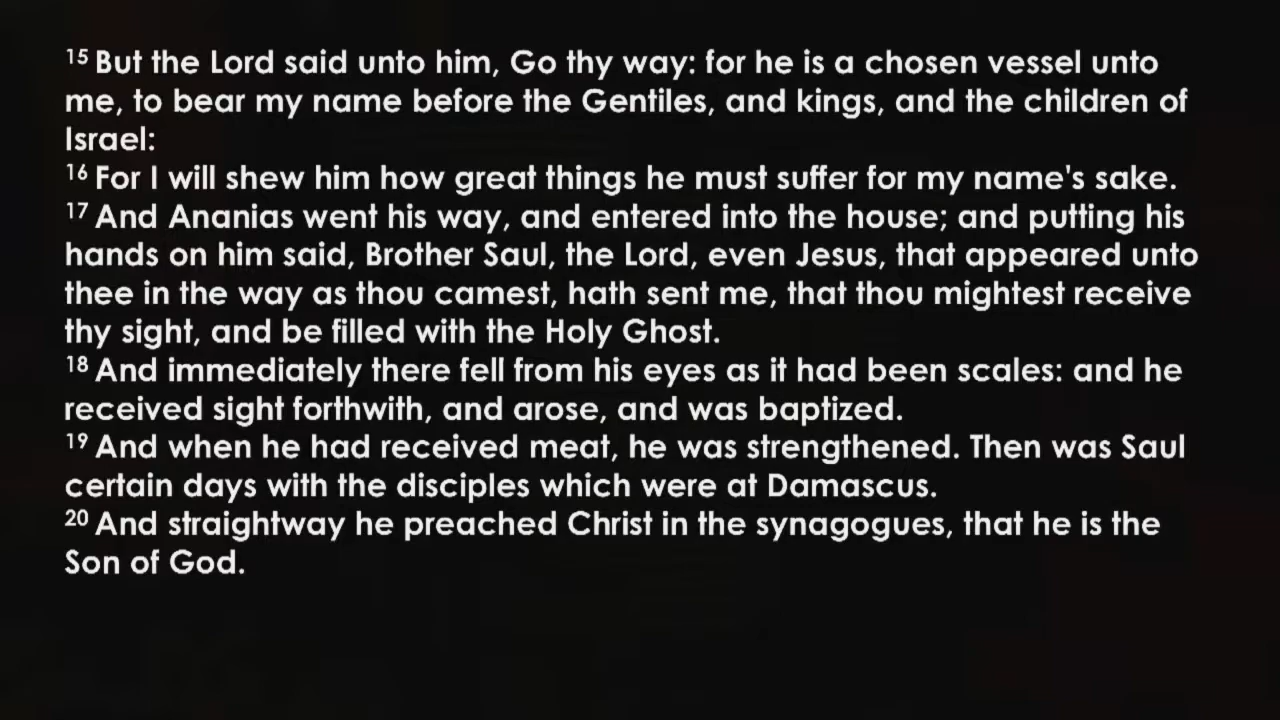 15 But the Lord said unto him, Go thy way: for he is a chosen vessel unto
me, to bear my name before the Gentiles, and kings, and the children of
Israel:
16 For I will shew him how great things he must suffer for my name's sake.
17 And Ananias went his way, and entered into the house; and putting his
hands on him said, Brother Saul, the Lord, even Jesus, that appeared unto
thee in the way as thou camest, hath sent me, that thou mightest receive
thy sight, and be filled with the Holy Ghost.
18 And immediately there fell from his eyes as it had been scales: and he
received sight forthwith, and arose, and was baptized.
19 And when he had received meat, he was strengthened. Then was Saul
certain days with the disciples which were at Damascus.
20 And straightway he preached Christ in the synagogues, that he is the
Son of God.